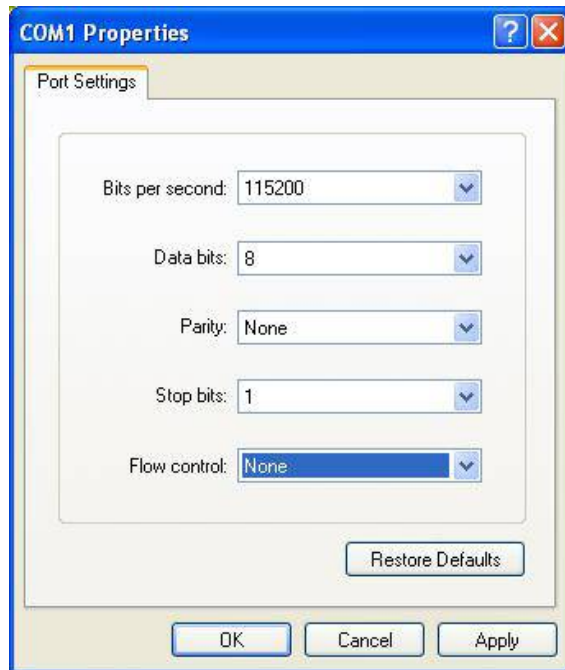 COM1 Properties
Port Settings
Bits per second: 115200
Data bits: 8
Parity: None
Stop bits: 1
Flow control: None
Restore Defaults
OK Cancel Apply